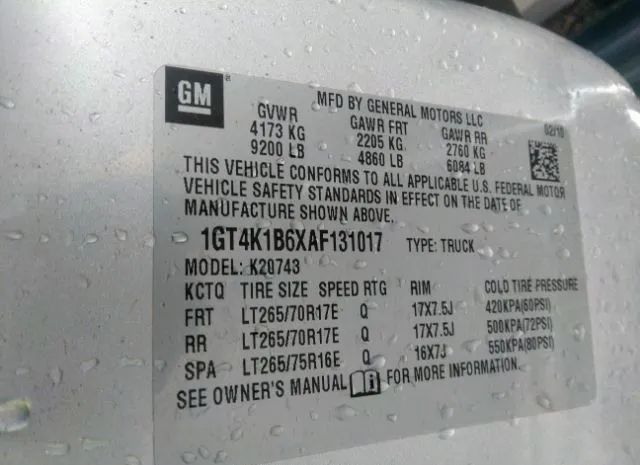 GM
MFD BY GENERAL MOTORS LLC
GVWR GAWR FRT GAWR RR 02/10
4173 KG 2205 KG 2760 KG
9200 LB 4860 LB 6084 LB
THIS VEHICLE CONFORMS TO ALL APPLICABLE U.S. FEDERAL MOTOR
VEHICLE SAFETY STANDARDS IN EFFECT ON THE DATE OF
MANUFACTURE SHOWN ABOVE.
1GT4K1B6XAF131017 TYPE: TRUCK
MODEL: K20743
KCTQ TIRE SIZE SPEED RTG RIM COLD TIRE PRESSURE
FRT LT265/70R17E Q 17X7.5J 420KPA(60PSI)
RR LT265/70R17E Q 17X7.5J 500KPA(72PSI)
SPA LT265/75R16E Q 16X7J 550KPA(80PSI)
SEE OWNER'S MANUAL FOR MORE INFORMATION.